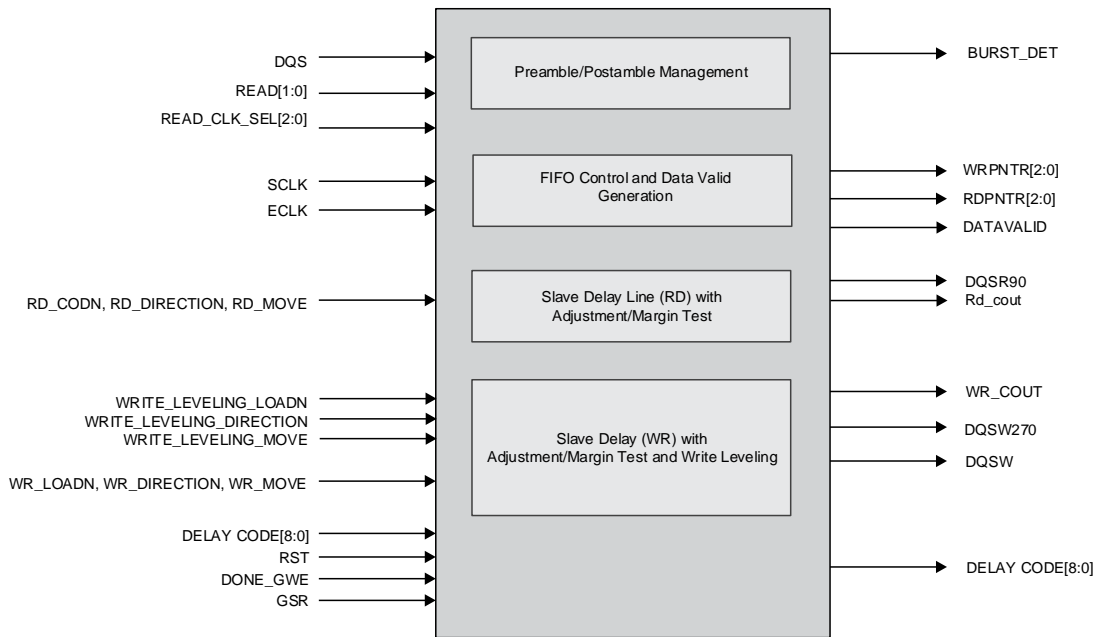 DQS
READ[1:0]
READ_CLK_SEL[2:0]
SCLK
ECLK
RD_CODN, RD_DIRECTION, RD_MOVE
WRITE_LEVELING_LOADN
WRITE_LEVELING_DIRECTION
WRITE_LEVELING_MOVE
WR_LOADN, WR_DIRECTION, WR_MOVE
DELAY CODE[8:0]
RST
DONE_GWE
GSR
Preamble/Postamble Management
FIFO Control and Data Valid
Generation
Slave Delay Line (RD) with
Adjustment/Margin Test
Slave Delay (WR) with
Adjustment/Margin Test and Write Leveling
BURST_DET
WRPNTR[2:0]
RDPNTR[2:0]
DATAVALID
DQSR90
Rd_cout
WR_COUT
DQSW270
DQSW
DELAY CODE[8:0]